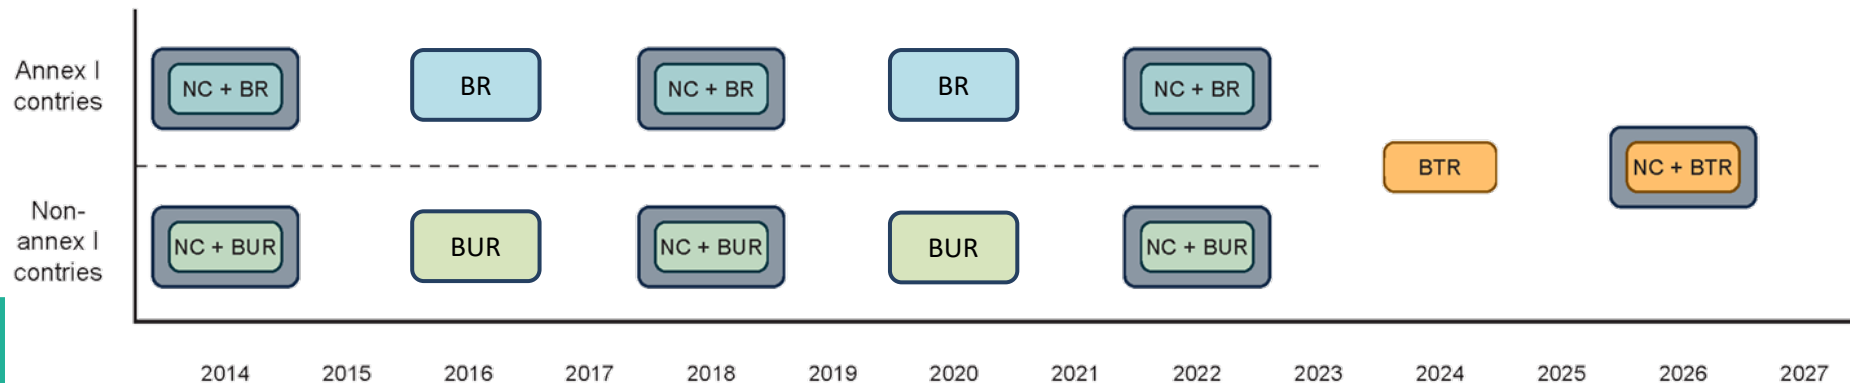 Annex I
contries
NC + BR
BR
NC + BR
BR
NC + BR
BTR
NC + BTR
Non-
annex I
contries
NC + BUR
BUR
NC + BUR
BUR
NC + BUR
2014
2015
2016
2017
2018
2019
2020
2021
2022
2023
2024
2025
2026
2027